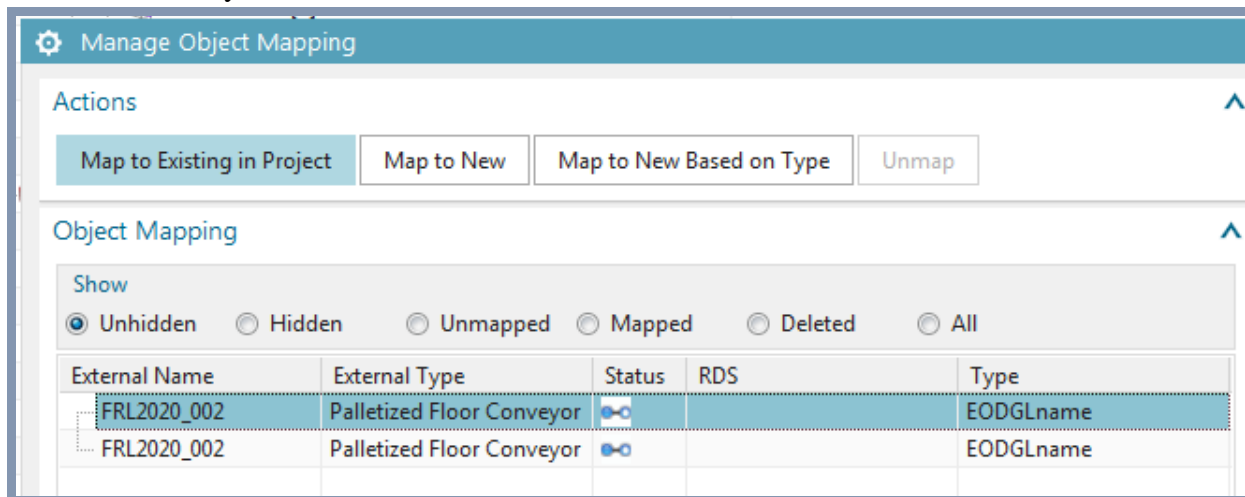 Manage Object Mapping
Actions
Map to Existing in Project Map to New Map to New Based on Type Unmap
Object Mapping
Show
Unhidden Hidden Unmapped Mapped Deleted All
External Name External Type Status RDS Type
FRL2020_002 Palletized Floor Conveyor EODGLname
FRL2020_002 Palletized Floor Conveyor EODGLname